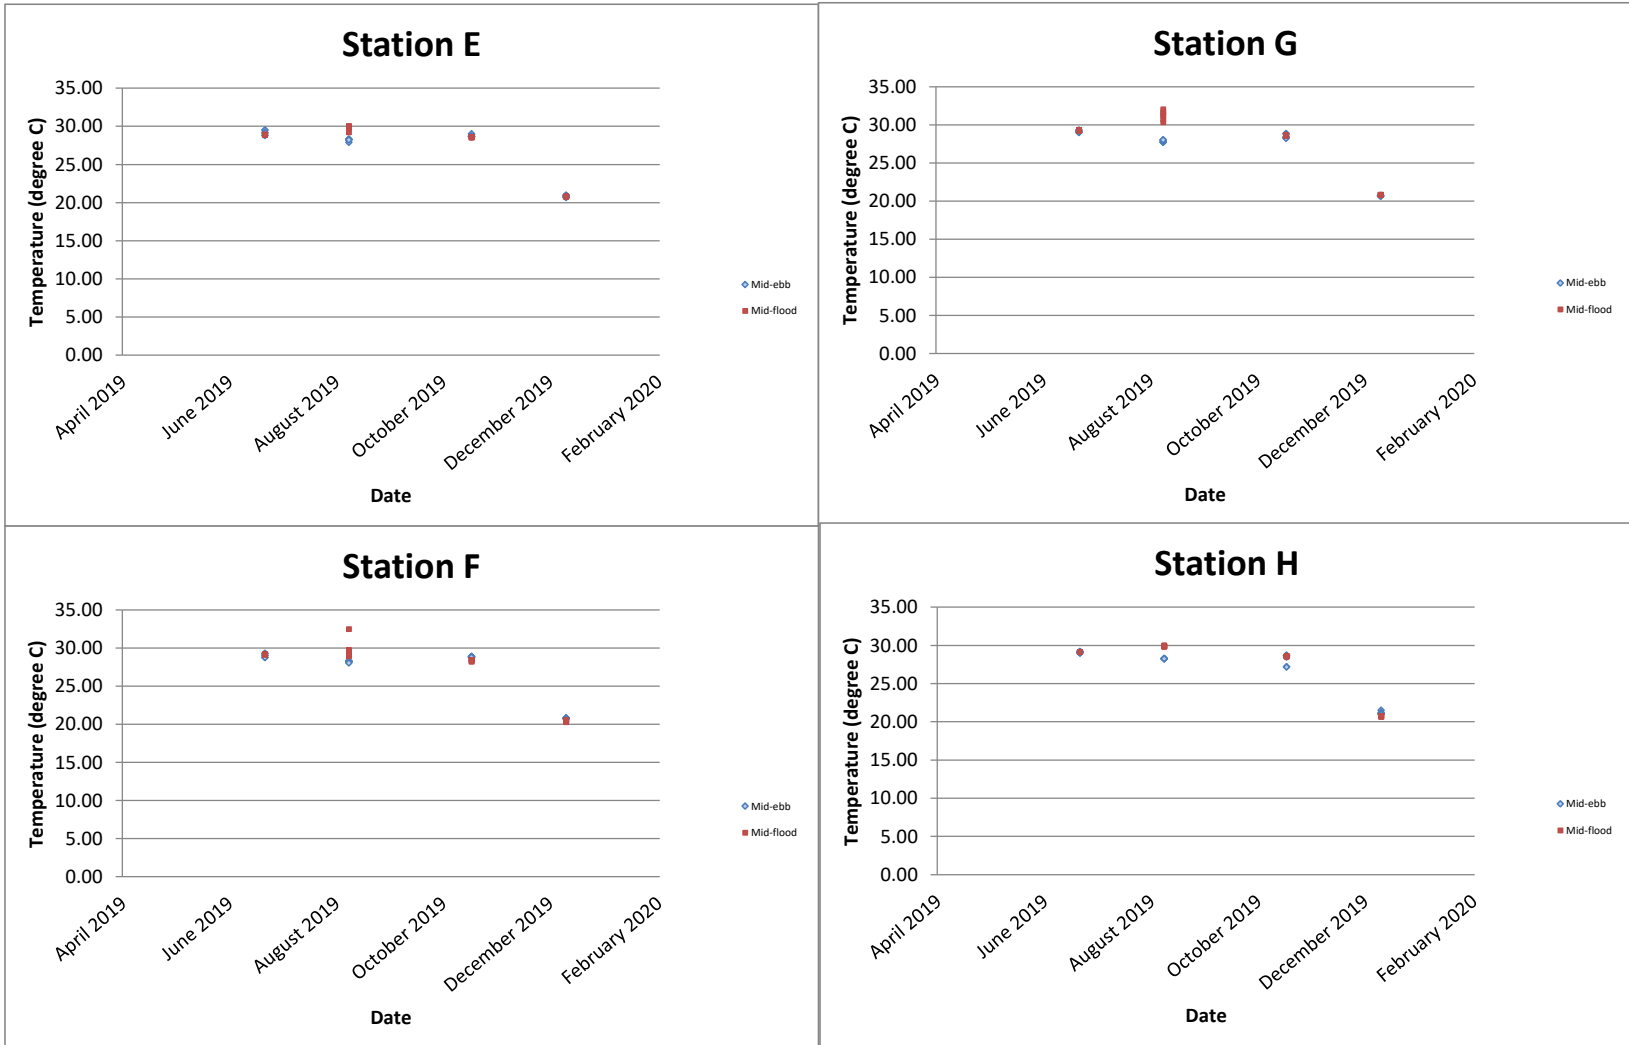 Station E
Temperature (degree C)
35.00
30.00
25.00
20.00
15.00
10.00
5.00
0.00
April 2019
June 2019
August 2019
October 2019
December 2019
February 2020
Date
Mid-ebb
Mid-flood
Station G
Temperature (degree C)
35.00
30.00
25.00
20.00
15.00
10.00
5.00
0.00
April 2019
June 2019
August 2019
October 2019
December 2019
February 2020
Date
Mid-ebb
Mid-flood
Station F
Temperature (degree C)
35.00
30.00
25.00
20.00
15.00
10.00
5.00
0.00
April 2019
June 2019
August 2019
October 2019
December 2019
February 2020
Date
Mid-ebb
Mid-flood
Station H
Temperature (degree C)
35.00
30.00
25.00
20.00
15.00
10.00
5.00
0.00
April 2019
June 2019
August 2019
October 2019
December 2019
February 2020
Date
Mid-ebb
Mid-flood